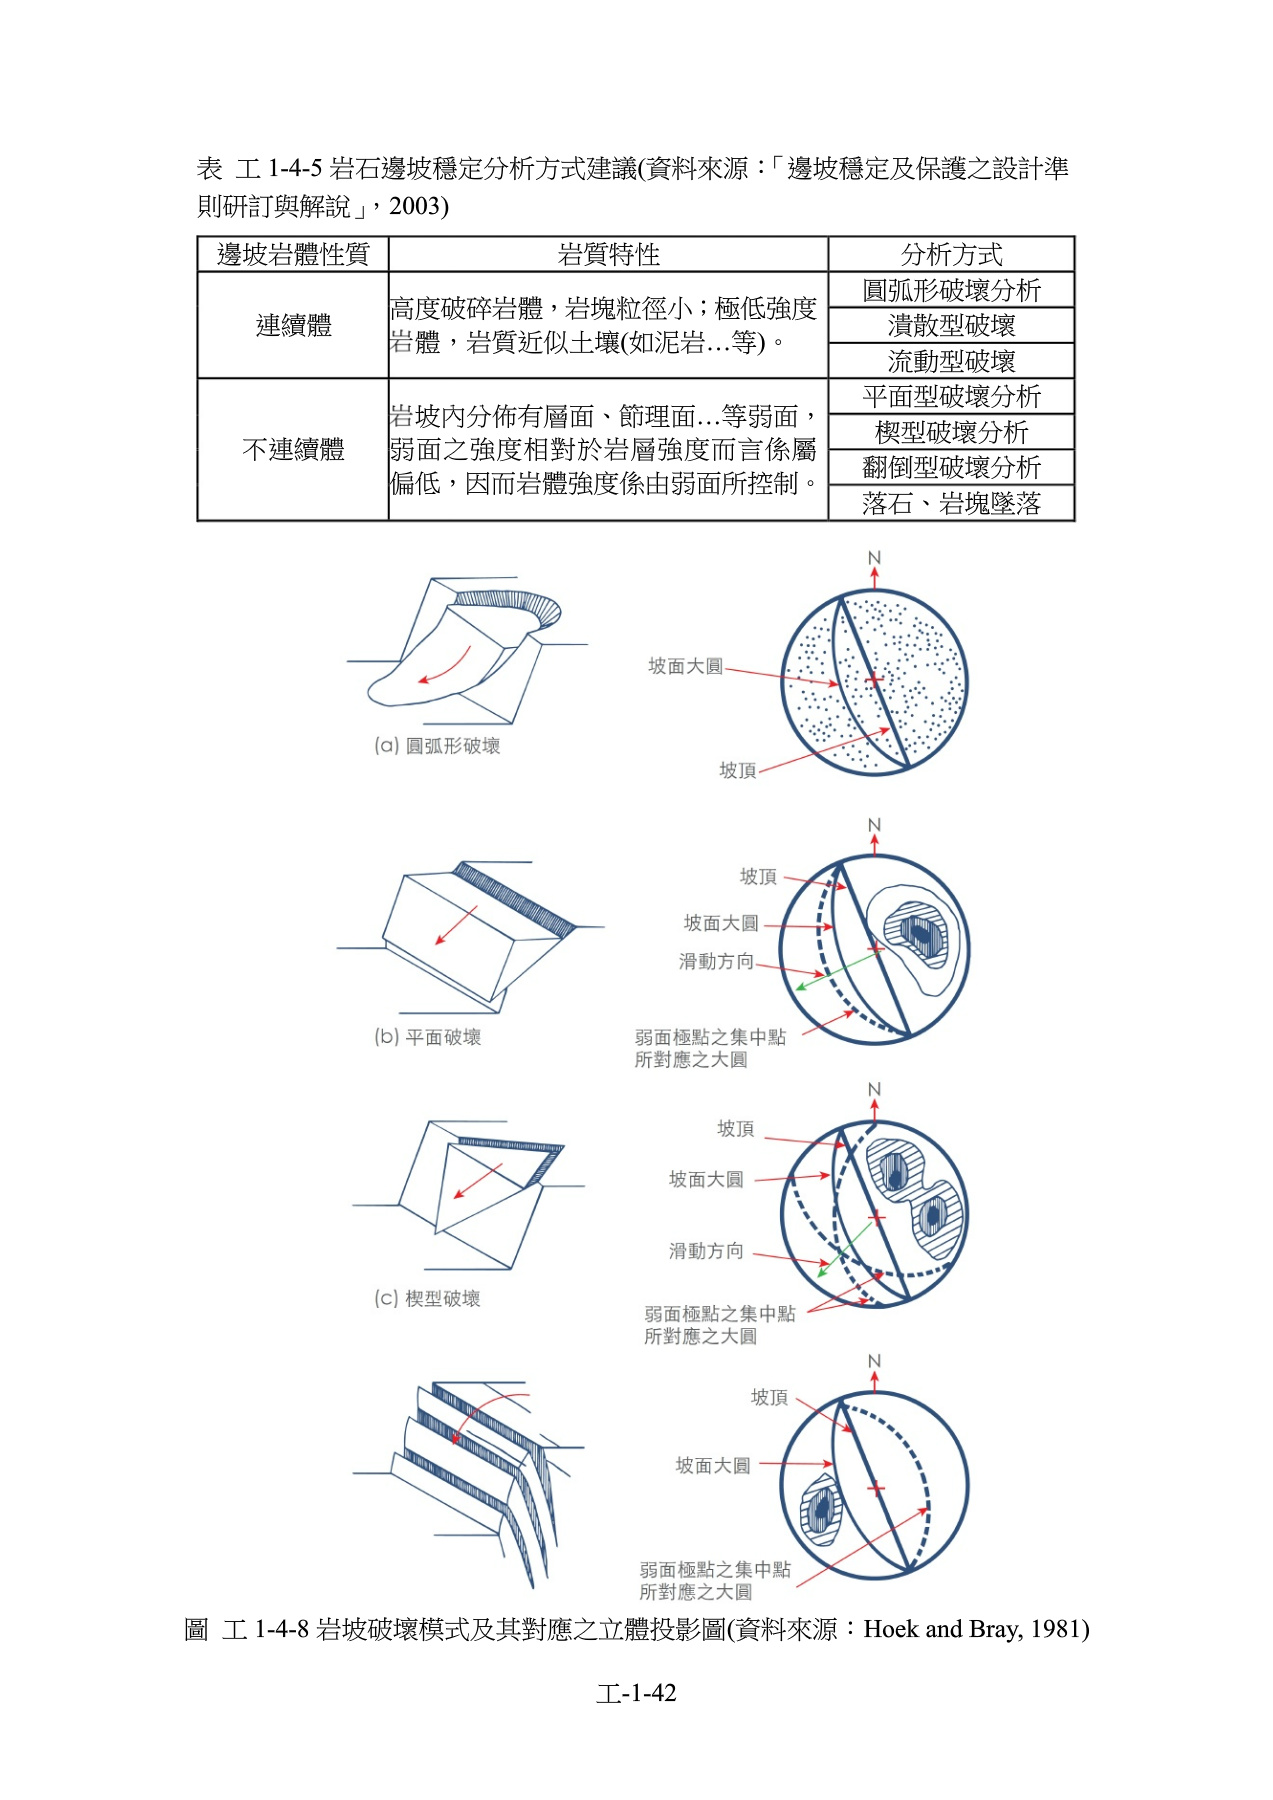 表 工 1-4-5 岩石邊坡穩定分析方式建議(資料來源：「邊坡穩定及保護之設計準
則研訂與解說」，2003)
邊坡岩體性質 岩質特性 分析方式
連續體
高度破碎岩體，岩塊粒徑小；極低強度
岩體，岩質近似土壤(如泥岩…等)。
圓弧形破壞分析
潰散型破壞
流動型破壞
不連續體
岩坡內分佈有層面、節理面…等弱面，
弱面之強度相對於岩層強度而言係屬
偏低，因而岩體強度係由弱面所控制。
平面型破壞分析
楔型破壞分析
翻倒型破壞分析
落石、岩塊墜落
N
坡面大圓
坡頂
(a) 圓弧形破壞
N
坡頂
坡面大圓
滑動方向
弱面極點之集中點
所對應之大圓
(b) 平面破壞
N
坡頂
坡面大圓
滑動方向
弱面極點之集中點
所對應之大圓
(c) 楔型破壞
N
坡頂
坡面大圓
弱面極點之集中點
所對應之大圓
圖 工 1-4-8 岩坡破壞模式及其對應之立體投影圖(資料來源：Hoek and Bray, 1981)
工-1-42